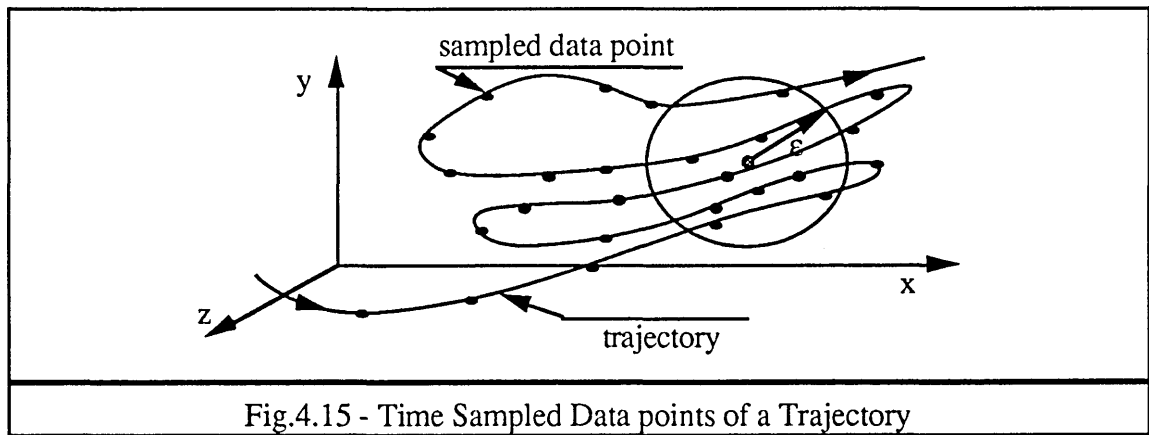 sampled data point
y
ε
x
z
trajectory
Fig.4.15 - Time Sampled Data points of a Trajectory